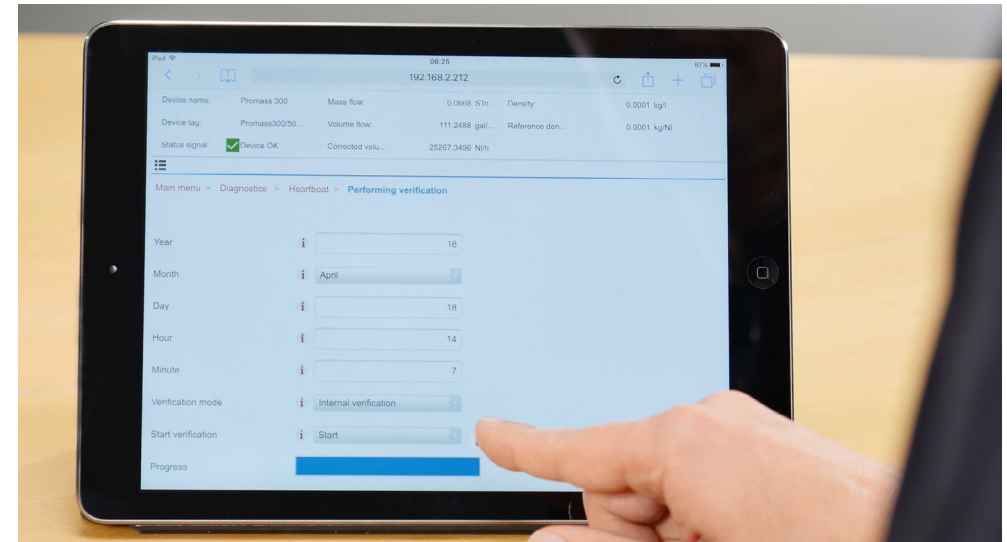 iPad 06:25 87%
192.168.2.212
Device name: Promass 300 Mass flow: 0.0668 STn... Density: 0.0001 kg/l
Device tag: Promass300/50... Volume flow: 111.2488 gal/... Reference den... 0.0001 kg/Nl
Status signal: Device OK Corrected volu... 25267.3496 Nl/h
Main menu > Diagnostics > Heartbeat > Performing verification
Year i 16
Month i April
Day i 18
Hour i 14
Minute i 7
Verification mode i Internal verification
Start verification i Start
Progress